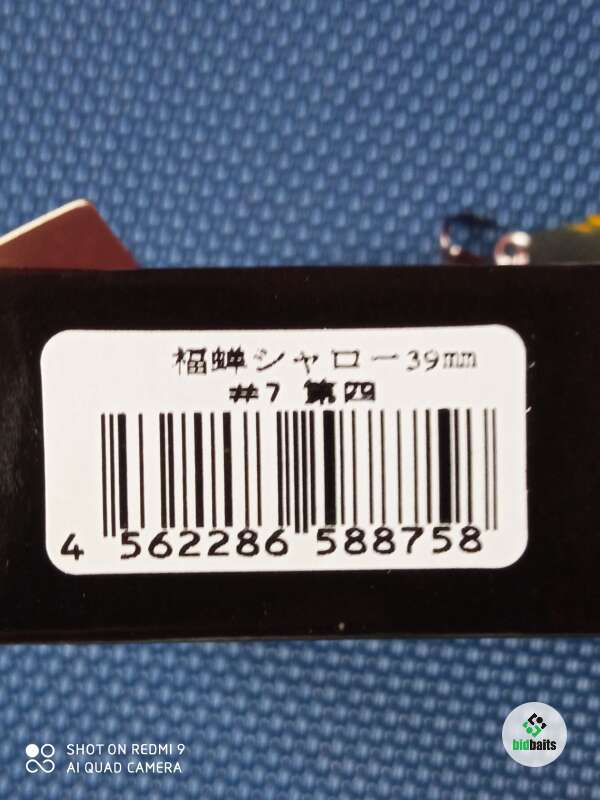 福蝉シャロー39mm
#7 第四
4 562286 588758
SHOT ON REDMI 9
AI QUAD CAMERA
bidbaits